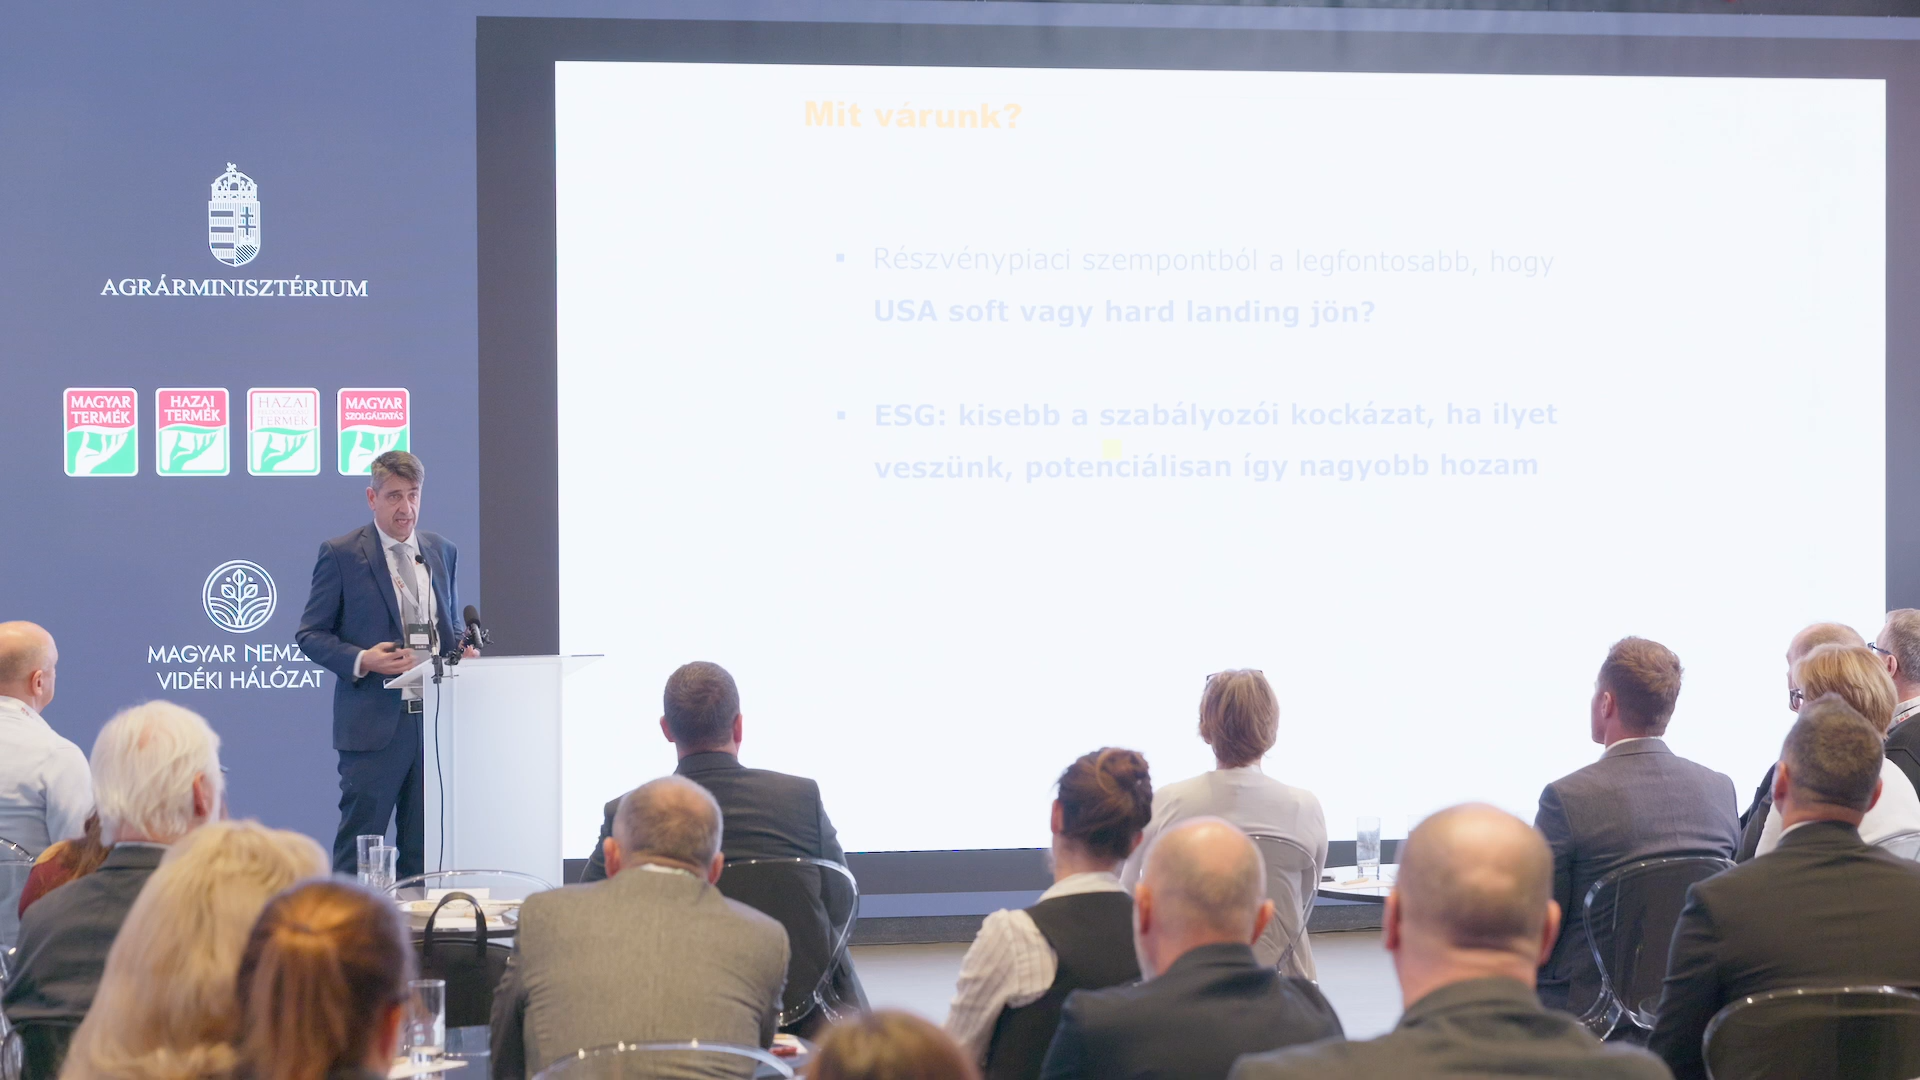 AGRÁRMINISZTÉRIUM
MAGYAR
TERMÉK
HAZAI
TERMÉK
HAZAI
TERMÉK
MAGYAR
SZOLGÁLTATÁS
MAGYAR
VIDÉKI HÁLÓZAT
Mit várunk?
▪ Részvénypiaci szempontból a legfontosabb, hogy
USA soft vagy hard landing jön?
▪ ESG: kisebb a szabályozói kockázat, ha ilyet
veszünk, potenciálisan így nagyobb hozam